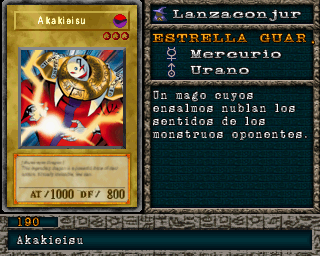 Akakieisu
Lanzaconjur
ESTRELLA GUAR.
Mercurio
Urano
Un mago cuyos
ensalmos nublan los
sentidos de los
monstruos oponentes.
AT/1000 DF/ 800
190
Akakieisu